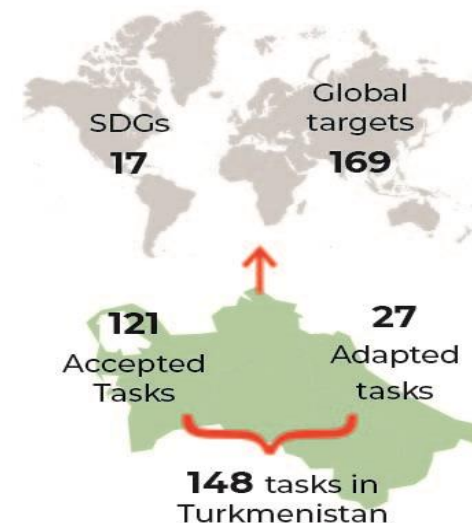 SDGs
17
Global
targets
169
121
Accepted
Tasks
27
Adapted
tasks
148 tasks in
Turkmenistan